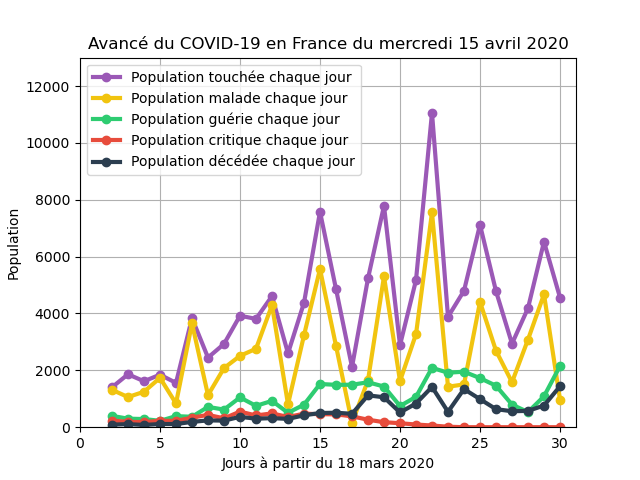 Avancé du COVID-19 en France du mercredi 15 avril 2020
Population touchée chaque jour
Population malade chaque jour
Population guérie chaque jour
Population critique chaque jour
Population décédée chaque jour
Population
12000
10000
8000
6000
4000
2000
0
0 5 10 15 20 25 30
Jours à partir du 18 mars 2020